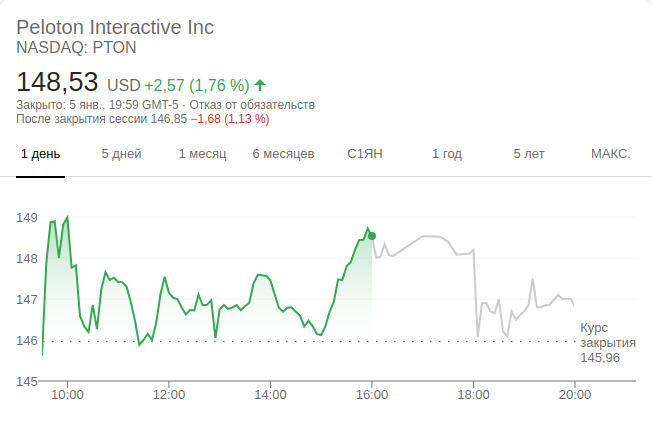 Peloton Interactive Inc
NASDAQ: PTON
148,53 USD +2,57 (1,76 %)
Закрыто: 5 янв., 19:59 GMT-5 · Отказ от обязательств
После закрытия сессии 146,85 −1,68 (1,13 %)
1 день 5 дней 1 месяц 6 месяцев С1ЯН 1 год 5 лет МАКС.
149
148
147
146
145
Курс
закрытия
145,96
10:00 12:00 14:00 16:00 18:00 20:00